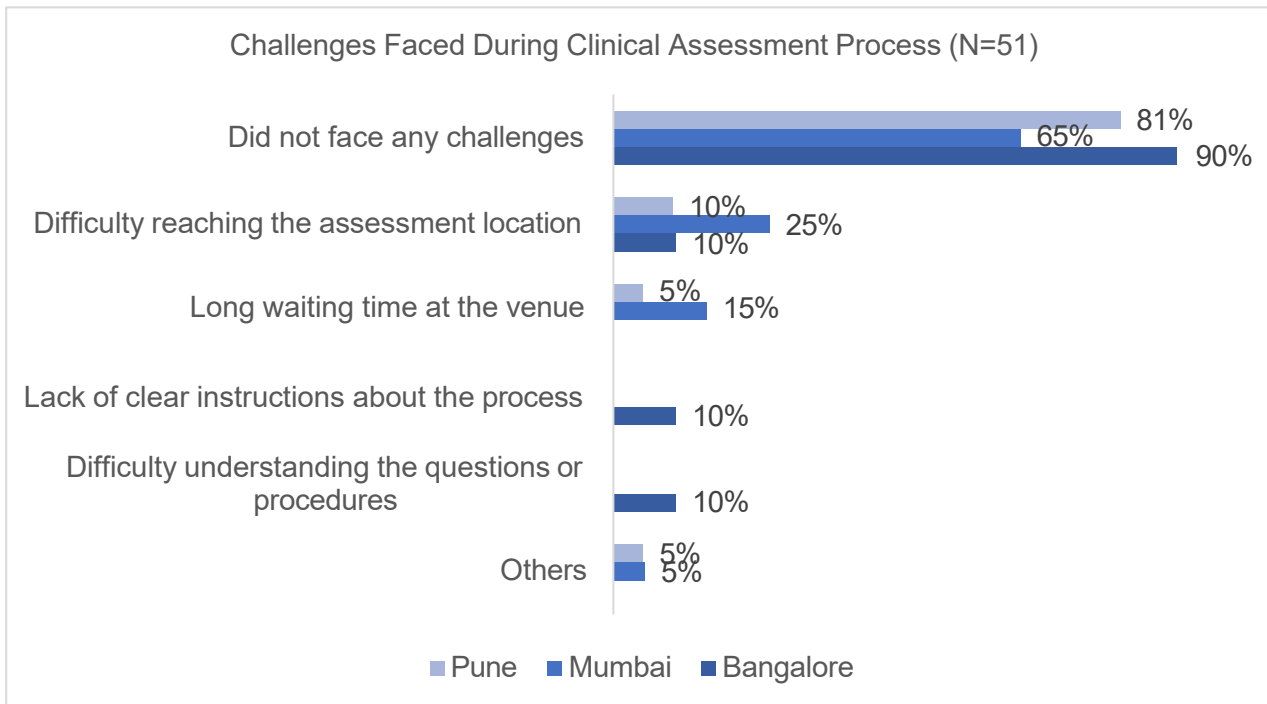 Challenges Faced During Clinical Assessment Process (N=51)
Did not face any challenges
81%
65%
90%
Difficulty reaching the assessment location
10%
25%
10%
Long waiting time at the venue
5%
15%
Lack of clear instructions about the process
10%
Difficulty understanding the questions or
procedures
10%
Others
5%
5%
Pune Mumbai Bangalore